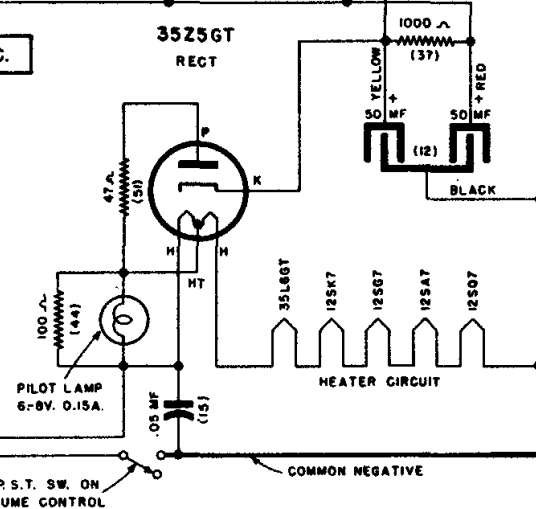 35Z5GT
RECT
C.
1000 Ω
(37)
YELLOW
RED
+
+
50 MF
50 MF
(12)
BLACK
P
K
47 Ω
(51)
H
H
HT
100 Ω
(44)
35L6GT
12SK7
12SG7
12SA7
12SQ7
HEATER CIRCUIT
PILOT LAMP
6-8V. 0.15A.
.05 MF
(15)
COMMON NEGATIVE
P.S.T. SW. ON
UME CONTROL